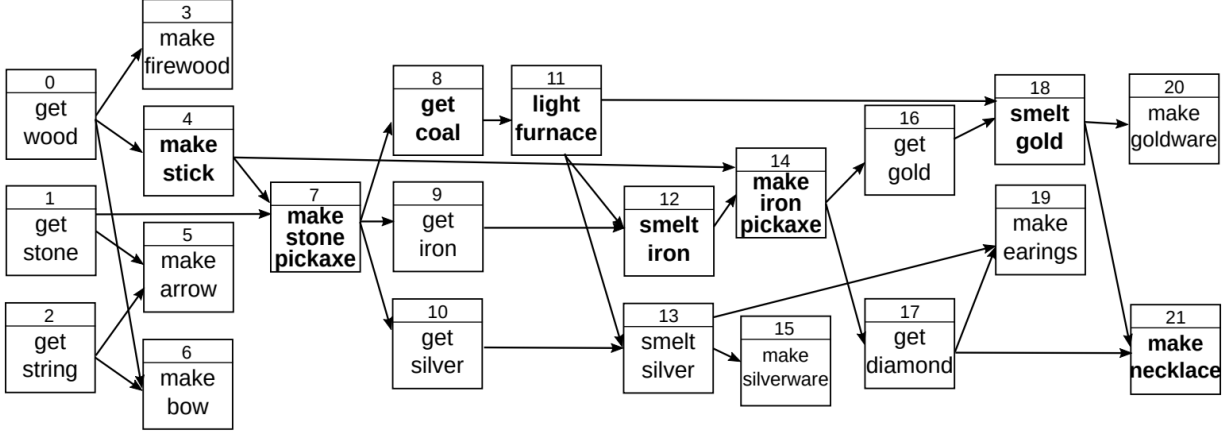 0
get
wood
1
get
stone
2
get
string
3
make
firewood
4
make
stick
5
make
arrow
6
make
bow
7
make
stone
pickaxe
8
get
coal
9
get
iron
10
get
silver
11
light
furnace
12
smelt
iron
13
smelt
silver
14
make
iron
pickaxe
15
make
silverware
16
get
gold
17
get
diamond
18
smelt
gold
19
make
earings
20
make
goldware
21
make
necklace